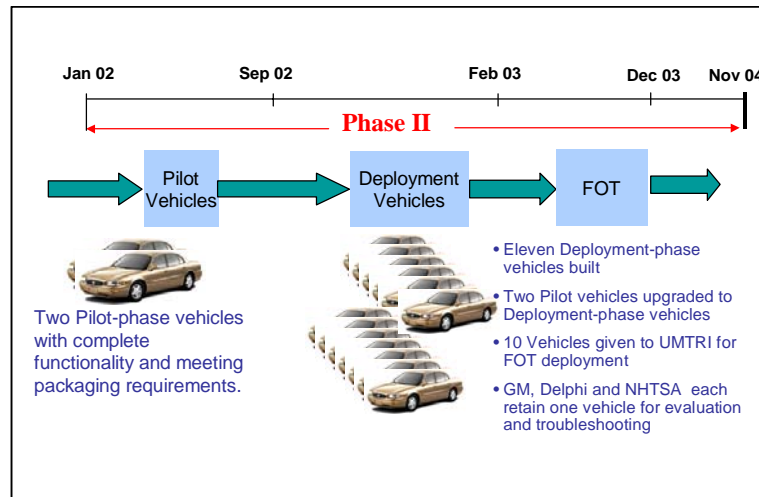 Jan 02 Sep 02 Feb 03 Dec 03 Nov 04
Phase II
Pilot
Vehicles
Deployment
Vehicles
FOT
Two Pilot-phase vehicles
with complete
functionality and meeting
packaging requirements.
• Eleven Deployment-phase
vehicles built
• Two Pilot vehicles upgraded to
Deployment-phase vehicles
• 10 Vehicles given to UMTRI for
FOT deployment
• GM, Delphi and NHTSA each
retain one vehicle for evaluation
and troubleshooting